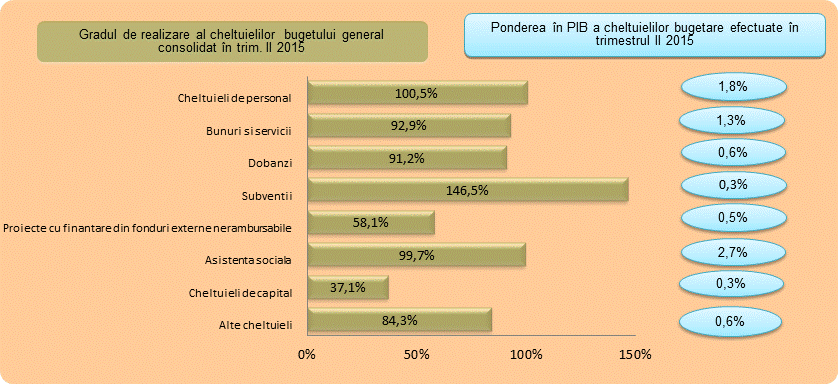 Gradul de realizare al cheltuielilor bugetului general
consolidat în trim. II 2015
Ponderea în PIB a cheltuielilor bugetare efectuate în
trimestrul II 2015
Cheltuieli de personal 100,5% 1,8%
Bunuri si servicii 92,9% 1,3%
Dobanzi 91,2% 0,6%
Subventii 146,5% 0,3%
Proiecte cu finantare din fonduri externe nerambursabile 58,1% 0,5%
Asistenta sociala 99,7% 2,7%
Cheltuieli de capital 37,1% 0,3%
Alte cheltuieli 84,3% 0,6%
0% 50% 100% 150%